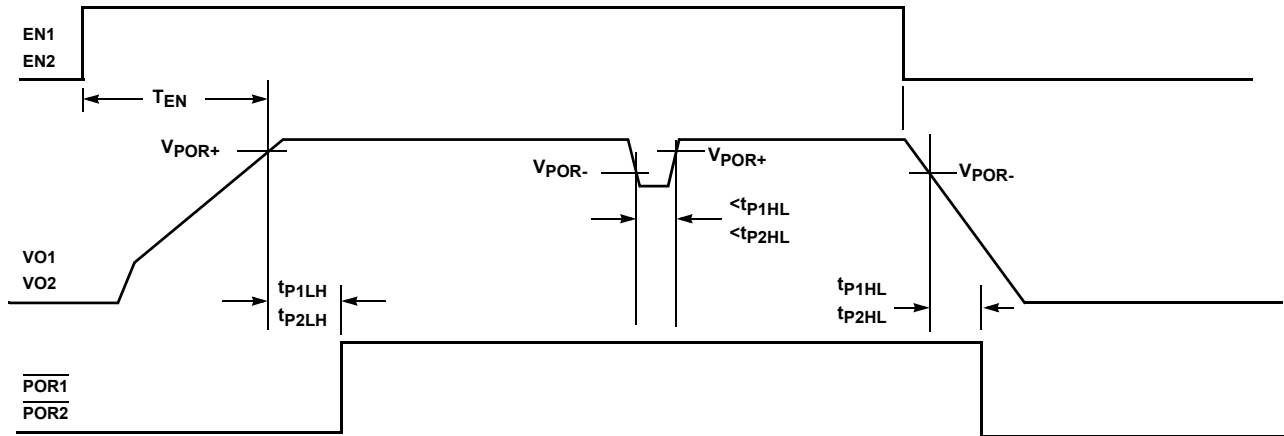 EN1
EN2
TEN
VPOR+
VPOR-
VPOR+
VPOR-
<tP1HL
<tP2HL
VO1
VO2
tP1LH
tP2LH
tP1HL
tP2HL
POR1
POR2